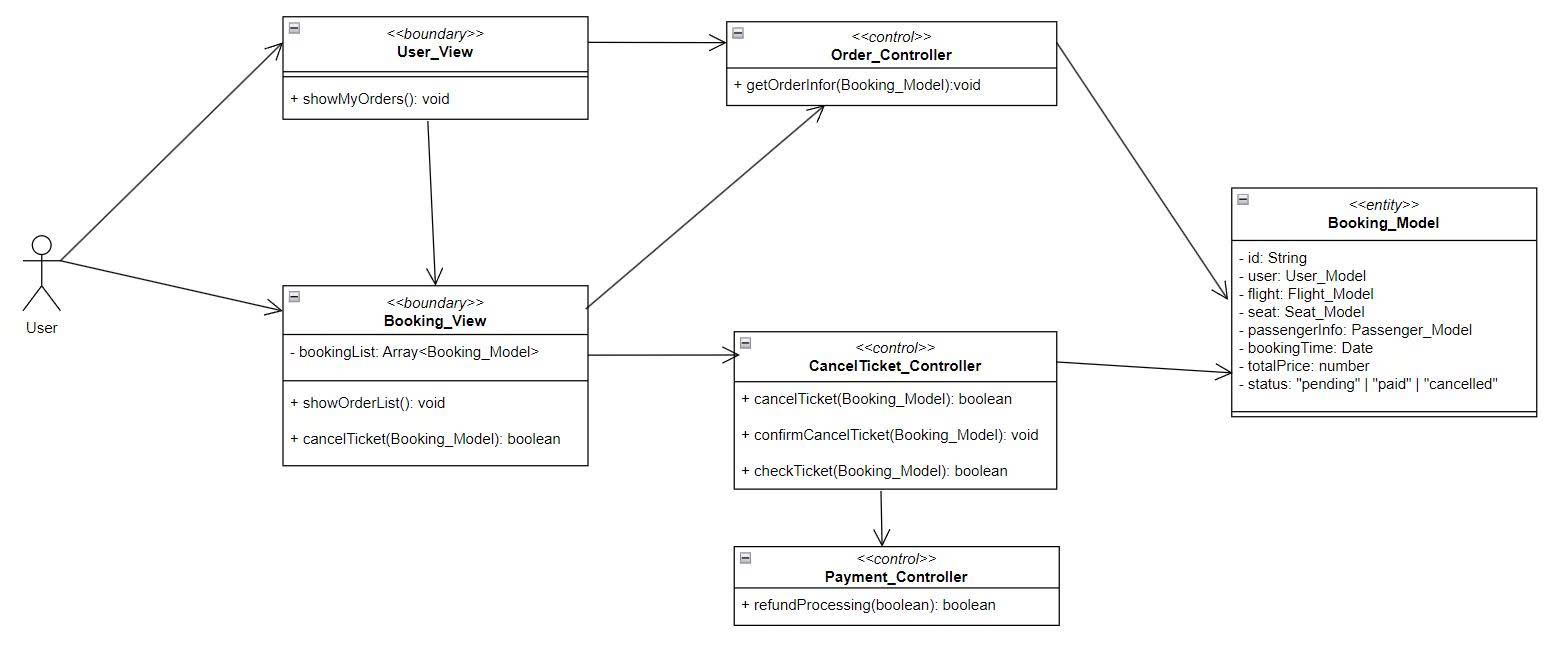 <<boundary>>
User_View
+ showMyOrders(): void
<<control>>
Order_Controller
+ getOrderInfor(Booking_Model):void
<<entity>>
Booking_Model
- id: String
- user: User_Model
- flight: Flight_Model
- seat: Seat_Model
- passengerInfo: Passenger_Model
- bookingTime: Date
- totalPrice: number
- status: "pending" | "paid" | "cancelled"
User
<<boundary>>
Booking_View
- bookingList: Array<Booking_Model>
+ showOrderList(): void
+ cancelTicket(Booking_Model): boolean
<<control>>
CancelTicket_Controller
+ cancelTicket(Booking_Model): boolean
+ confirmCancelTicket(Booking_Model): void
+ checkTicket(Booking_Model): boolean
<<control>>
Payment_Controller
+ refundProcessing(boolean): boolean